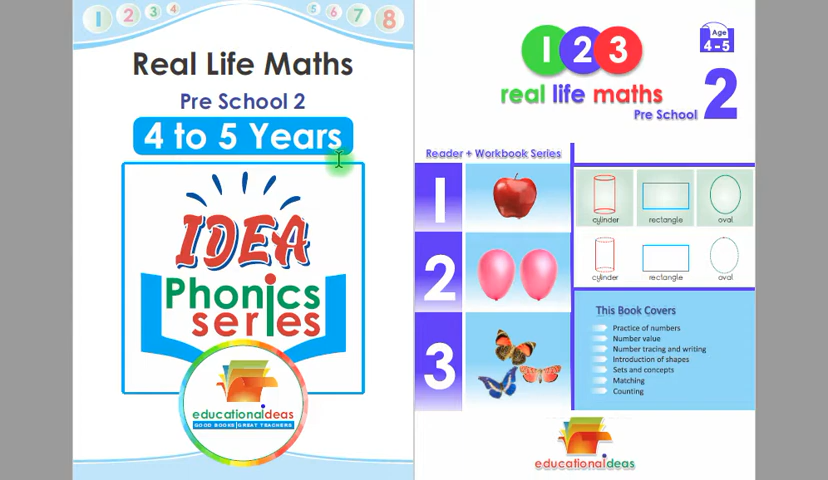 1 2 3 4 5 6 7 8
Real Life Maths
Pre School 2
4 to 5 Years
IDEA
Phonics
series
educationalideas
GOOD BOOKS|GREAT TEACHERS
1 2 3
real life maths
Pre School 2
Age
4 - 5
Reader + Workbook Series
1
2
3
cylinder rectangle oval
cylinder rectangle oval
This Book Covers
Practice of numbers
Number value
Number tracing and writing
Introduction of shapes
Sets and concepts
Matching
Counting
educationalideas